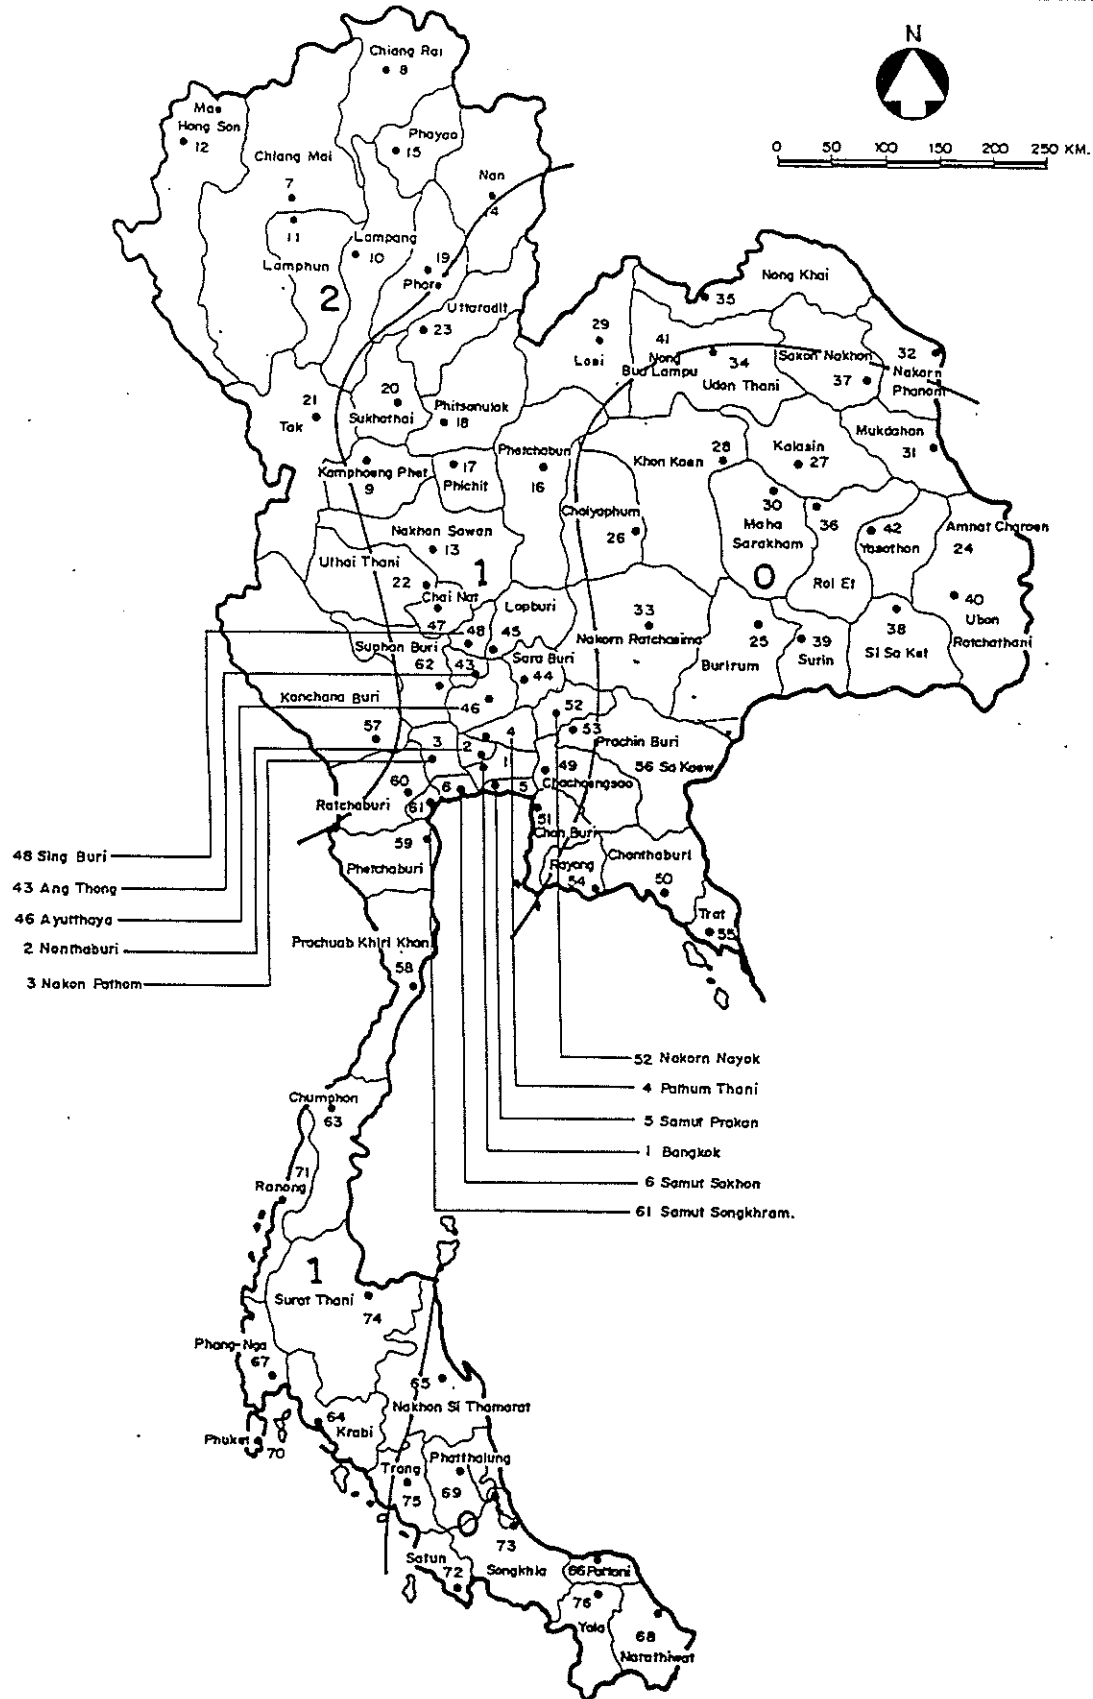 N
0 50 100 150 200 250 KM.
Chiang Rai
8
Mae
Hong Son
12
Phayao
15
Chiang Mai
7
Nan
14
11
Lampang
10
19
Phare
Lamphun
2
Uttaradit
23
Nong Khai
35
29
Loei
41
Nong
Bua Lampu
34
Udon Thani
Sakon Nakhon
37
32
Nakorn
Phanom
21
Tak
20
Sukhothai
Phitsanulok
18
Mukdahan
31
Kamphaeng Phet
9
17
Phichit
Phetchabun
16
Khon Kaen
28
Kalasin
27
30
Maha
Sarakham
36
Roi Et
42
Yasothon
Amnat Charoen
24
Chaiyaphum
26
Nakhon Sawan
13
Uthai Thani
22
1
Chai Nat
47
0
40
Ubon
Ratchathani
Lopburi
48
45
33
Nakorn Ratchasima
25
Burirum
39
Surin
38
Si Sa Ket
Suphan Buri
62
43
Sara Buri
44
Kanchana Buri
46
52
57
3
2
4
53
Prachin Buri
1
49
Chachaengsao
56 Sa Kaew
60
Ratchaburi
61
6
5
51
Chon Buri
59
Phetchaburi
Rayong
54
Chanthaburi
50
Trat
55
48 Sing Buri
43 Ang Thong
46 Ayutthaya
2 Nonthaburi
3 Nakon Pathom
Prachuab Khiri Khan
58
52 Nakorn Nayok
4 Pathum Thani
5 Samut Prakan
1 Bangkok
6 Samut Sakhon
61 Samut Songkhram.
Chumphon
63
71
Ranong
1
Surat Thani
74
Phang-Nga
67
65
Nakhon Si Thamarat
64
Krabi
Phuket
70
Trang
75
Phatthalung
69
0
73
Songkhla
Satun
72
66 Pattani
76
Yala
68
Narathiwat